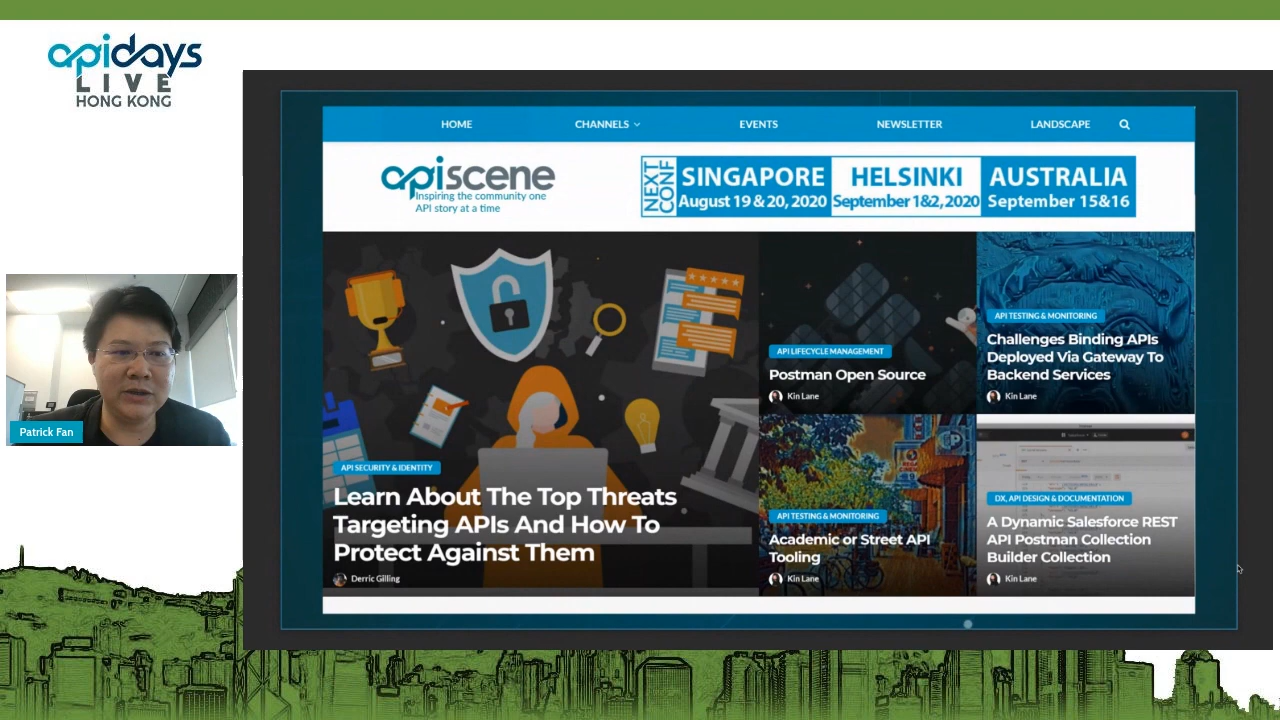 apidays
LIVE
HONG KONG
HOME
CHANNELS
EVENTS
NEWSLETTER
LANDSCAPE
apiscene
Inspiring the community one
API story at a time
NEXT
CONF
SINGAPORE
August 19 & 20, 2020
HELSINKI
September 1&2, 2020
AUSTRALIA
September 15&16
API SECURITY & IDENTITY
Learn About The Top Threats
Targeting APIs And How To
Protect Against Them
Derric Gilling
API LIFECYCLE MANAGEMENT
Postman Open Source
Kin Lane
API TESTING & MONITORING
Challenges Binding APIs
Deployed Via Gateway To
Backend Services
Kin Lane
API TESTING & MONITORING
Academic or Street API
Tooling
Kin Lane
DX, API DESIGN & DOCUMENTATION
A Dynamic Salesforce REST
API Postman Collection
Builder Collection
Kin Lane
Patrick Fan